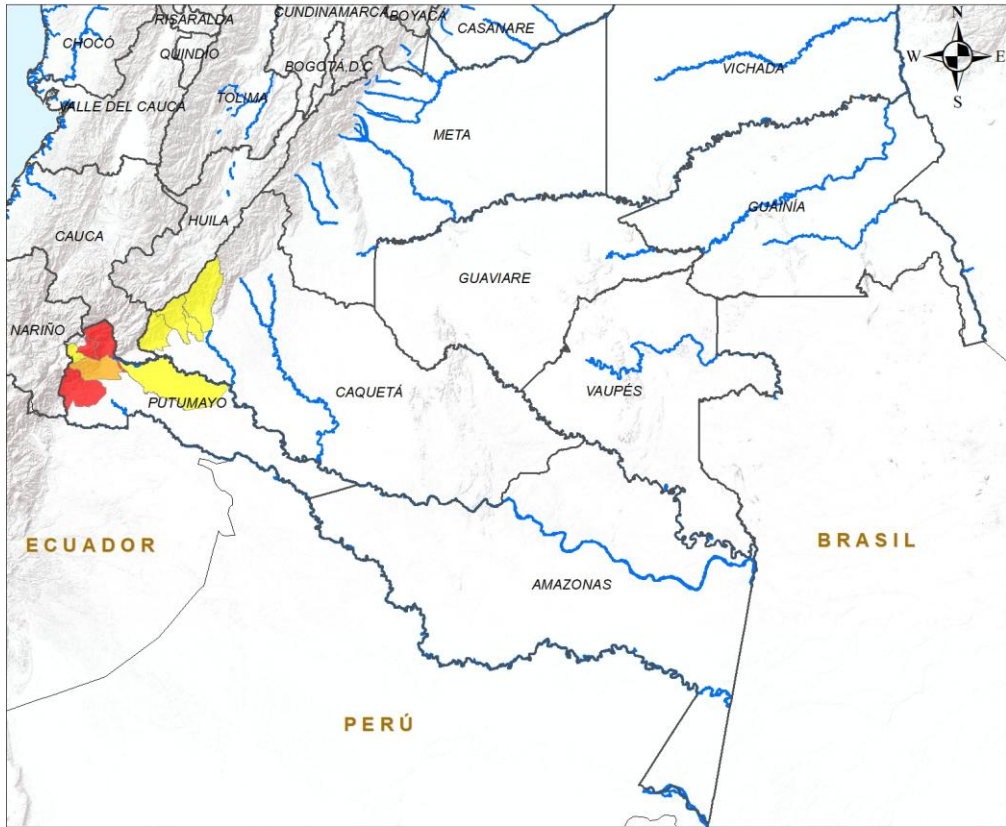 CUNDINAMARCA
BOYACÁ
RISARALDA
CASANARE
N
CHOCÓ
QUINDÍO
W
E
BOGOTÁ D.C
VICHADA
S
TOLIMA
VALLE DEL CAUCA
META
GUAINÍA
HUILA
CAUCA
GUAVIARE
NARIÑO
CAQUETÁ
VAUPÉS
PUTUMAYO
BRASIL
ECUADOR
AMAZONAS
PERÚ